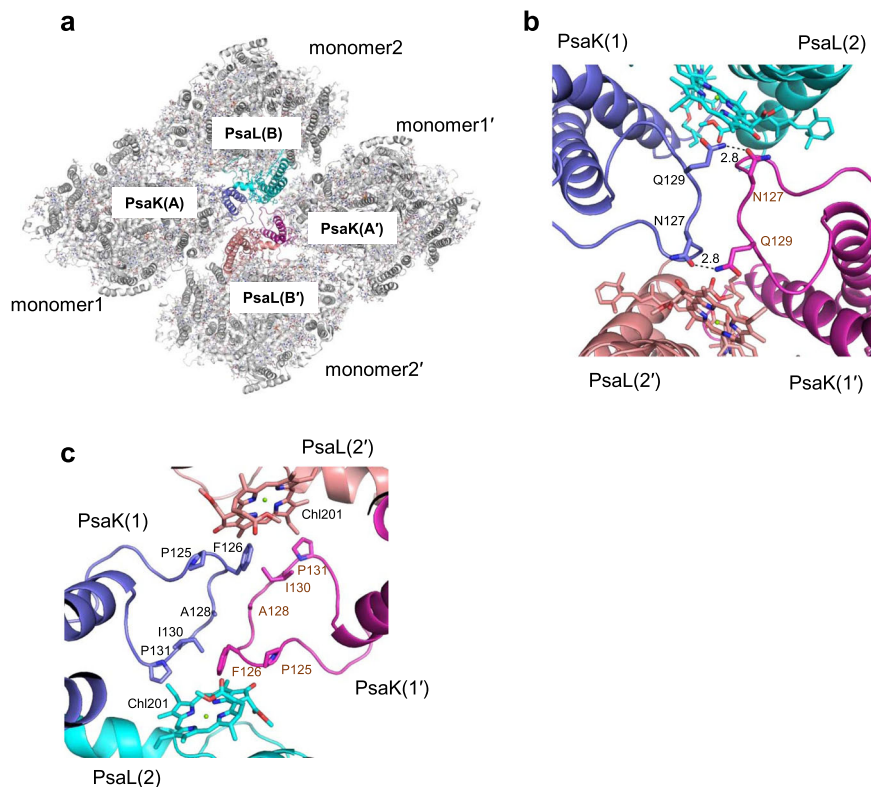 a
monomer2
PsaL(B)
monomer1′
PsaK(A)
PsaK(A′)
monomer1
PsaL(B′)
monomer2′
b
PsaK(1)
PsaL(2)
2.8
Q129
N127
N127
Q129
2.8
PsaL(2′)
PsaK(1′)
c
PsaL(2′)
Chl201
PsaK(1)
F126
P125
P131
I130
A128
A128
I130
P131
F126
P125
PsaK(1′)
Chl201
PsaL(2)